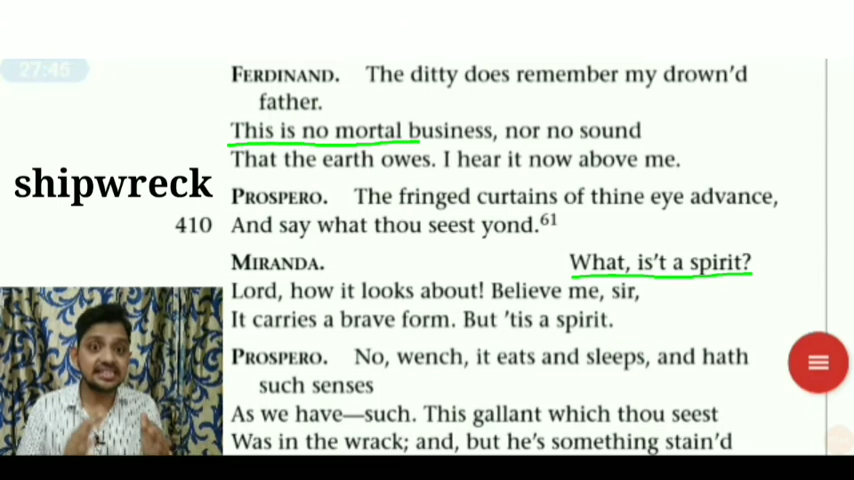 27:45
FERDINAND. The ditty does remember my drown'd
father.
This is no mortal business, nor no sound
That the earth owes. I hear it now above me.
shipwreck
PROSPERO. The fringed curtains of thine eye advance,
410 And say what thou seest yond.61
MIRANDA. What, is't a spirit?
Lord, how it looks about! Believe me, sir,
It carries a brave form. But 'tis a spirit.
PROSPERO. No, wench, it eats and sleeps, and hath
such senses
As we have—such. This gallant which thou seest
Was in the wrack; and, but he's something stain'd